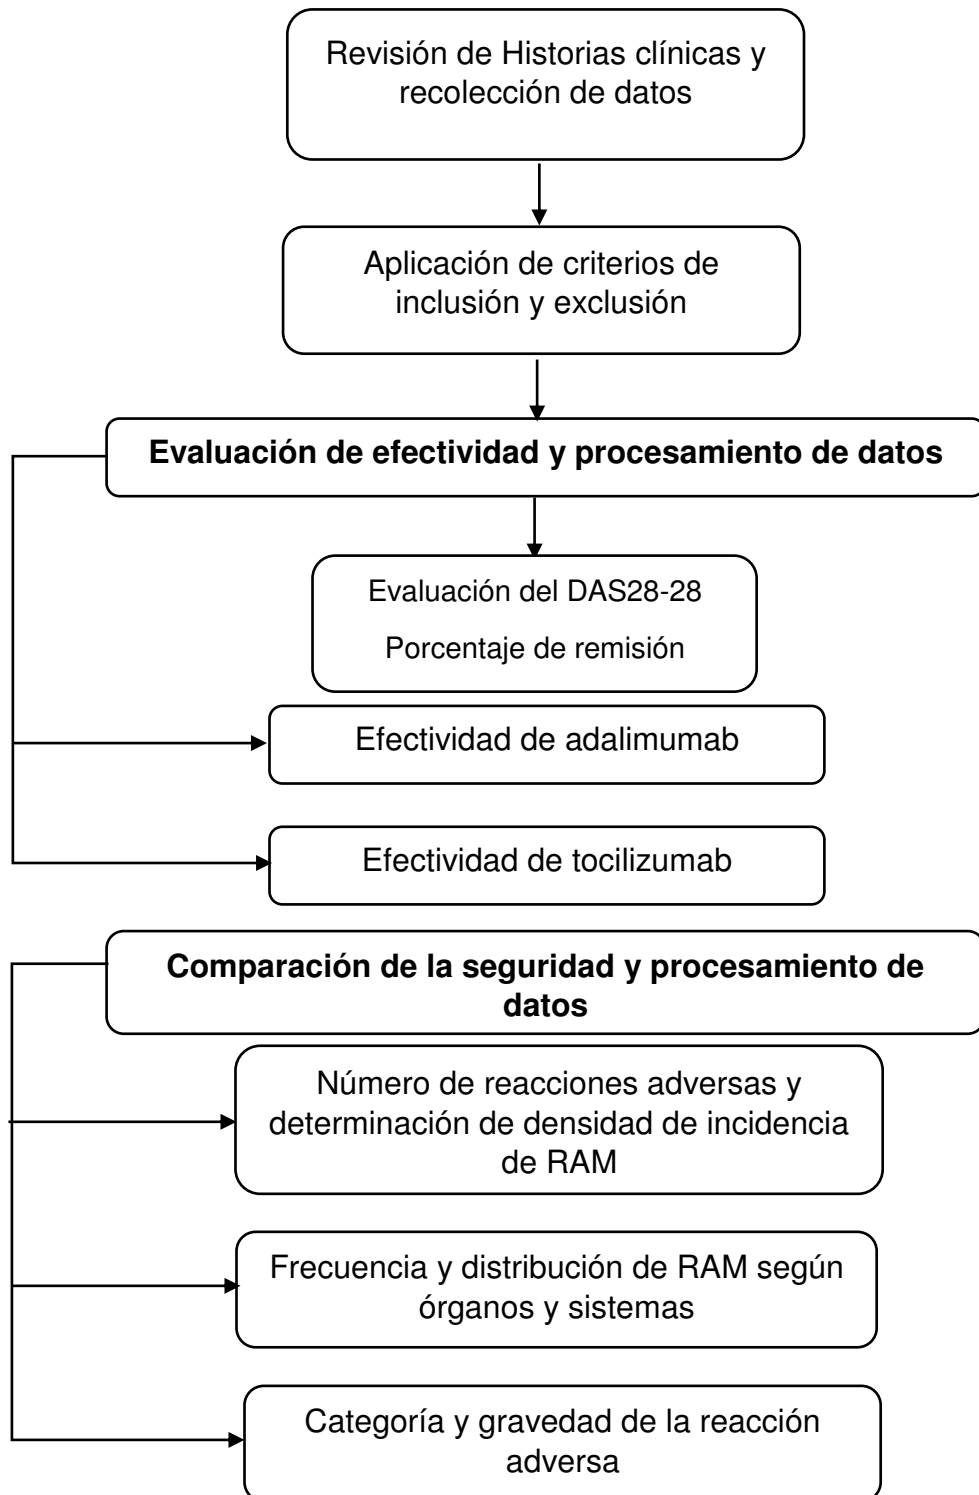 Revisión de Historias clínicas y
recolección de datos
Aplicación de criterios de
inclusión y exclusión
Evaluación de efectividad y procesamiento de datos
Evaluación del DAS28-28
Porcentaje de remisión
Efectividad de adalimumab
Efectividad de tocilizumab
Comparación de la seguridad y procesamiento de
datos
Número de reacciones adversas y
determinación de densidad de incidencia
de RAM
Frecuencia y distribución de RAM según
órganos y sistemas
Categoría y gravedad de la reacción
adversa